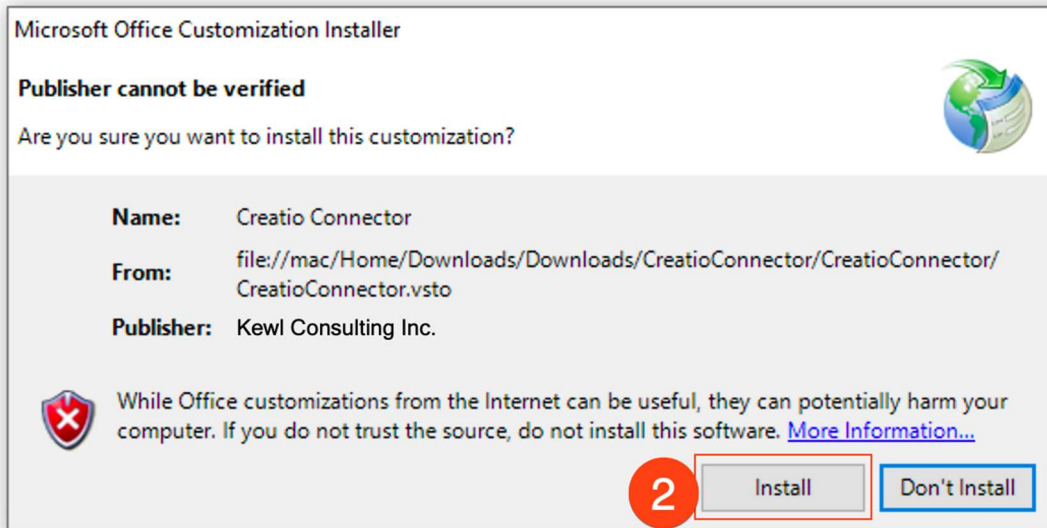 Microsoft Office Customization Installer
Publisher cannot be verified
Are you sure you want to install this customization?
Name: Creatio Connector
From: file://mac/Home/Downloads/Downloads/CreatioConnector/CreatioConnector/
CreatioConnector.vsto
Publisher: Kewl Consulting Inc.
While Office customizations from the Internet can be useful, they can potentially harm your
computer. If you do not trust the source, do not install this software. More Information...
2 Install Don't Install